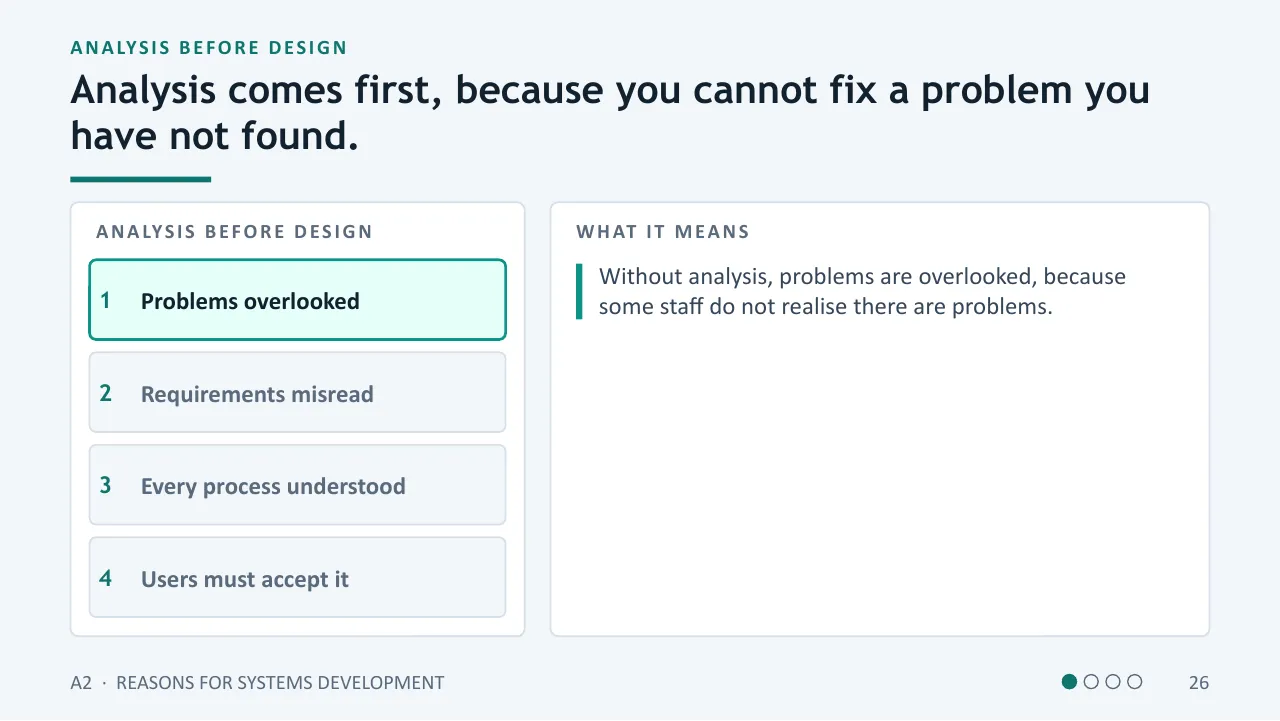 ANALYSIS BEFORE DESIGN
Analysis comes first, because you cannot fix a problem you
have not found.
ANALYSIS BEFORE DESIGN
1 Problems overlooked
2 Requirements misread
3 Every process understood
4 Users must accept it
WHAT IT MEANS
Without analysis, problems are overlooked, because
some staff do not realise there are problems.
A2 · REASONS FOR SYSTEMS DEVELOPMENT
26